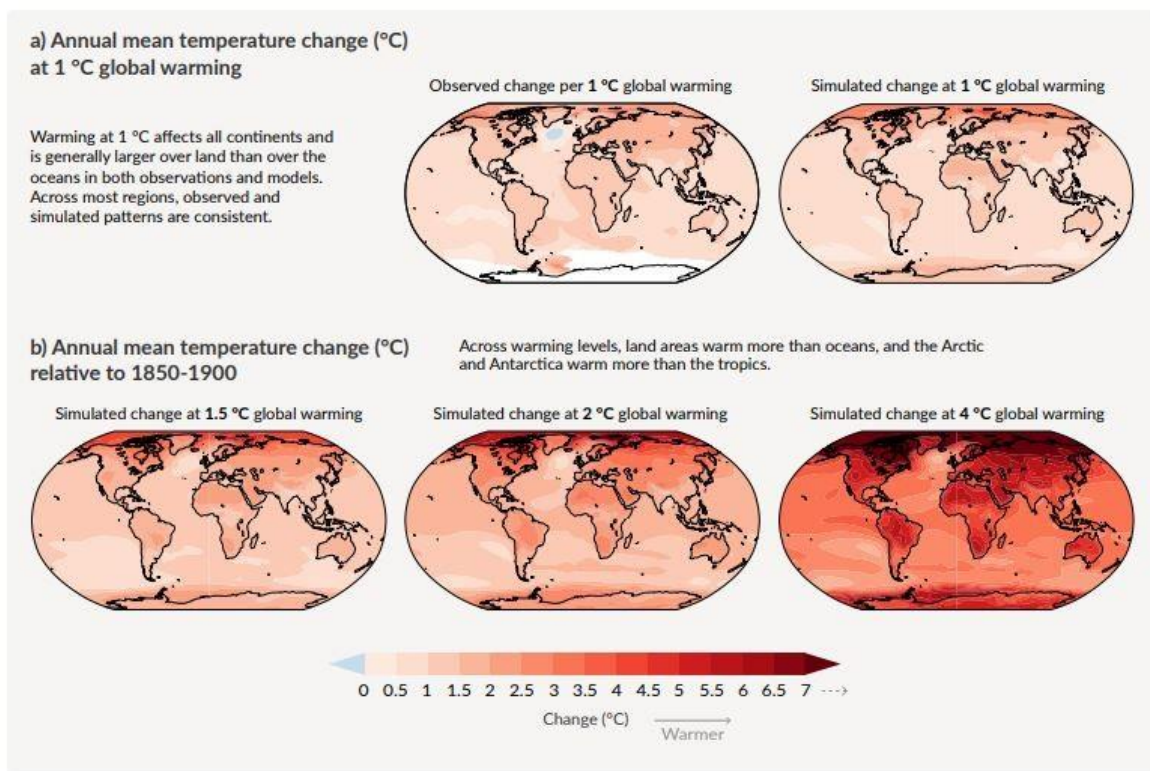 a) Annual mean temperature change (°C)
at 1 °C global warming
Observed change per 1 °C global warming
Simulated change at 1 °C global warming
Warming at 1 °C affects all continents and
is generally larger over land than over the
oceans in both observations and models.
Across most regions, observed and
simulated patterns are consistent.
b) Annual mean temperature change (°C)
relative to 1850-1900
Across warming levels, land areas warm more than oceans, and the Arctic
and Antarctica warm more than the tropics.
Simulated change at 1.5 °C global warming
Simulated change at 2 °C global warming
Simulated change at 4 °C global warming
0 0.5 1 1.5 2 2.5 3 3.5 4 4.5 5 5.5 6 6.5 7
Change (°C)
Warmer